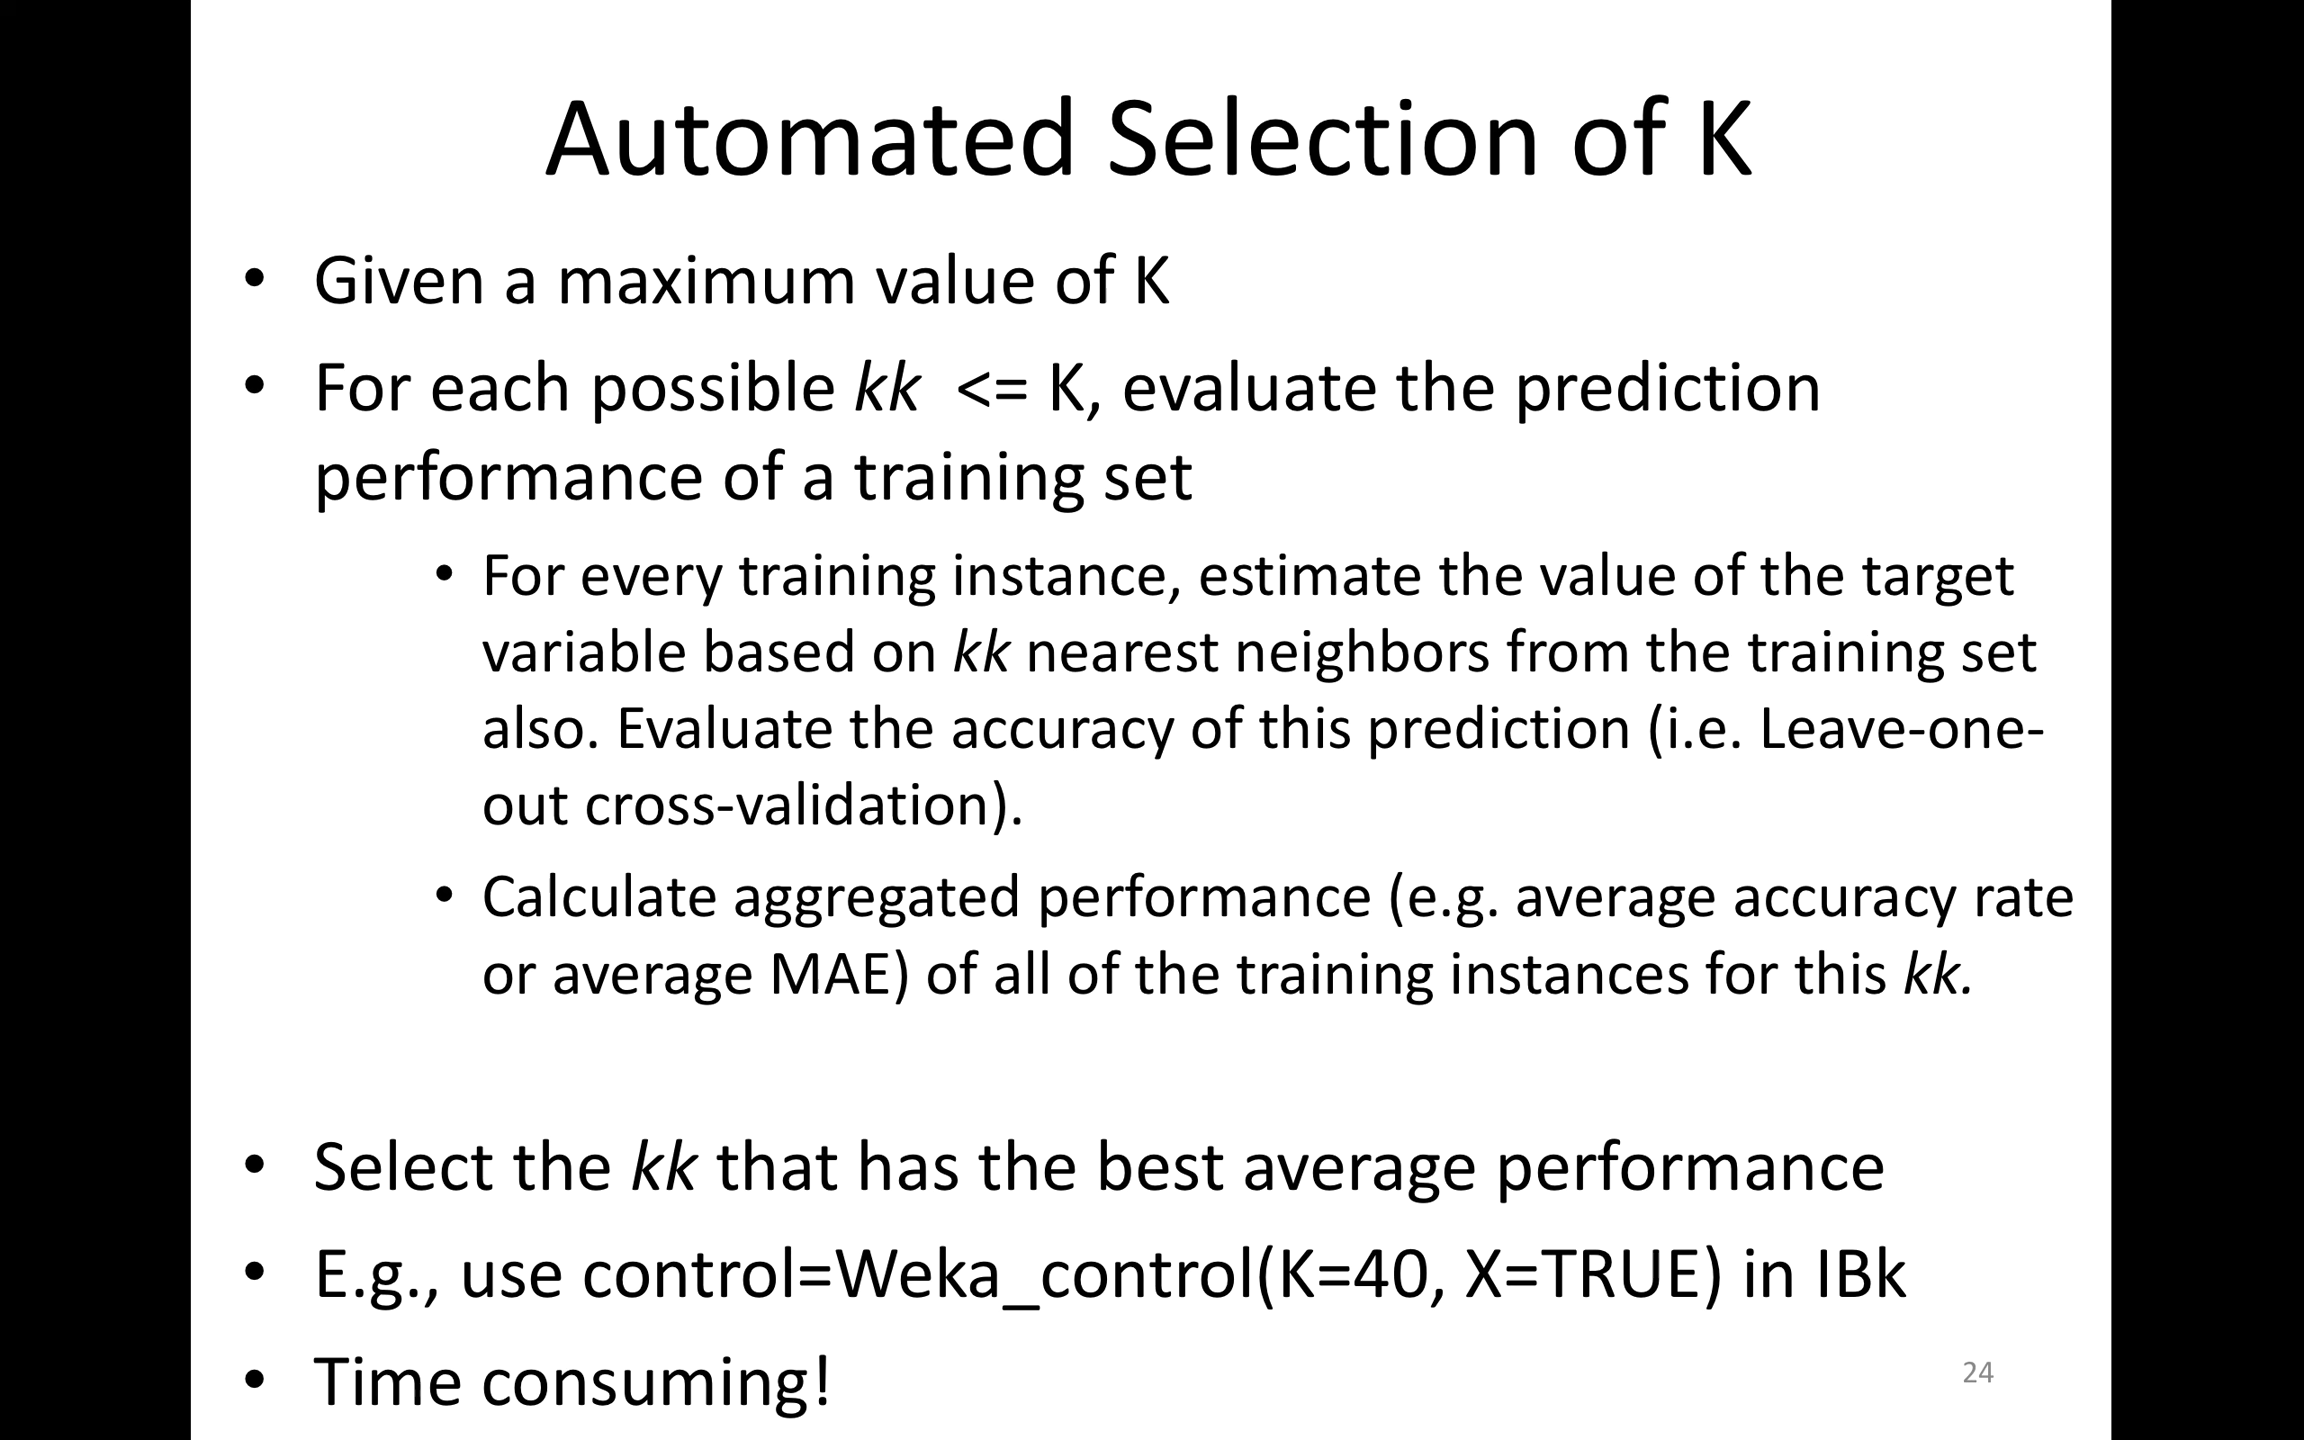 Automated Selection of K
• Given a maximum value of K
• For each possible kk <= K, evaluate the prediction
performance of a training set
• For every training instance, estimate the value of the target
variable based on kk nearest neighbors from the training set
also. Evaluate the accuracy of this prediction (i.e. Leave-one-
out cross-validation).
• Calculate aggregated performance (e.g. average accuracy rate
or average MAE) of all of the training instances for this kk.
• Select the kk that has the best average performance
• E.g., use control=Weka_control(K=40, X=TRUE) in IBk
• Time consuming!
24